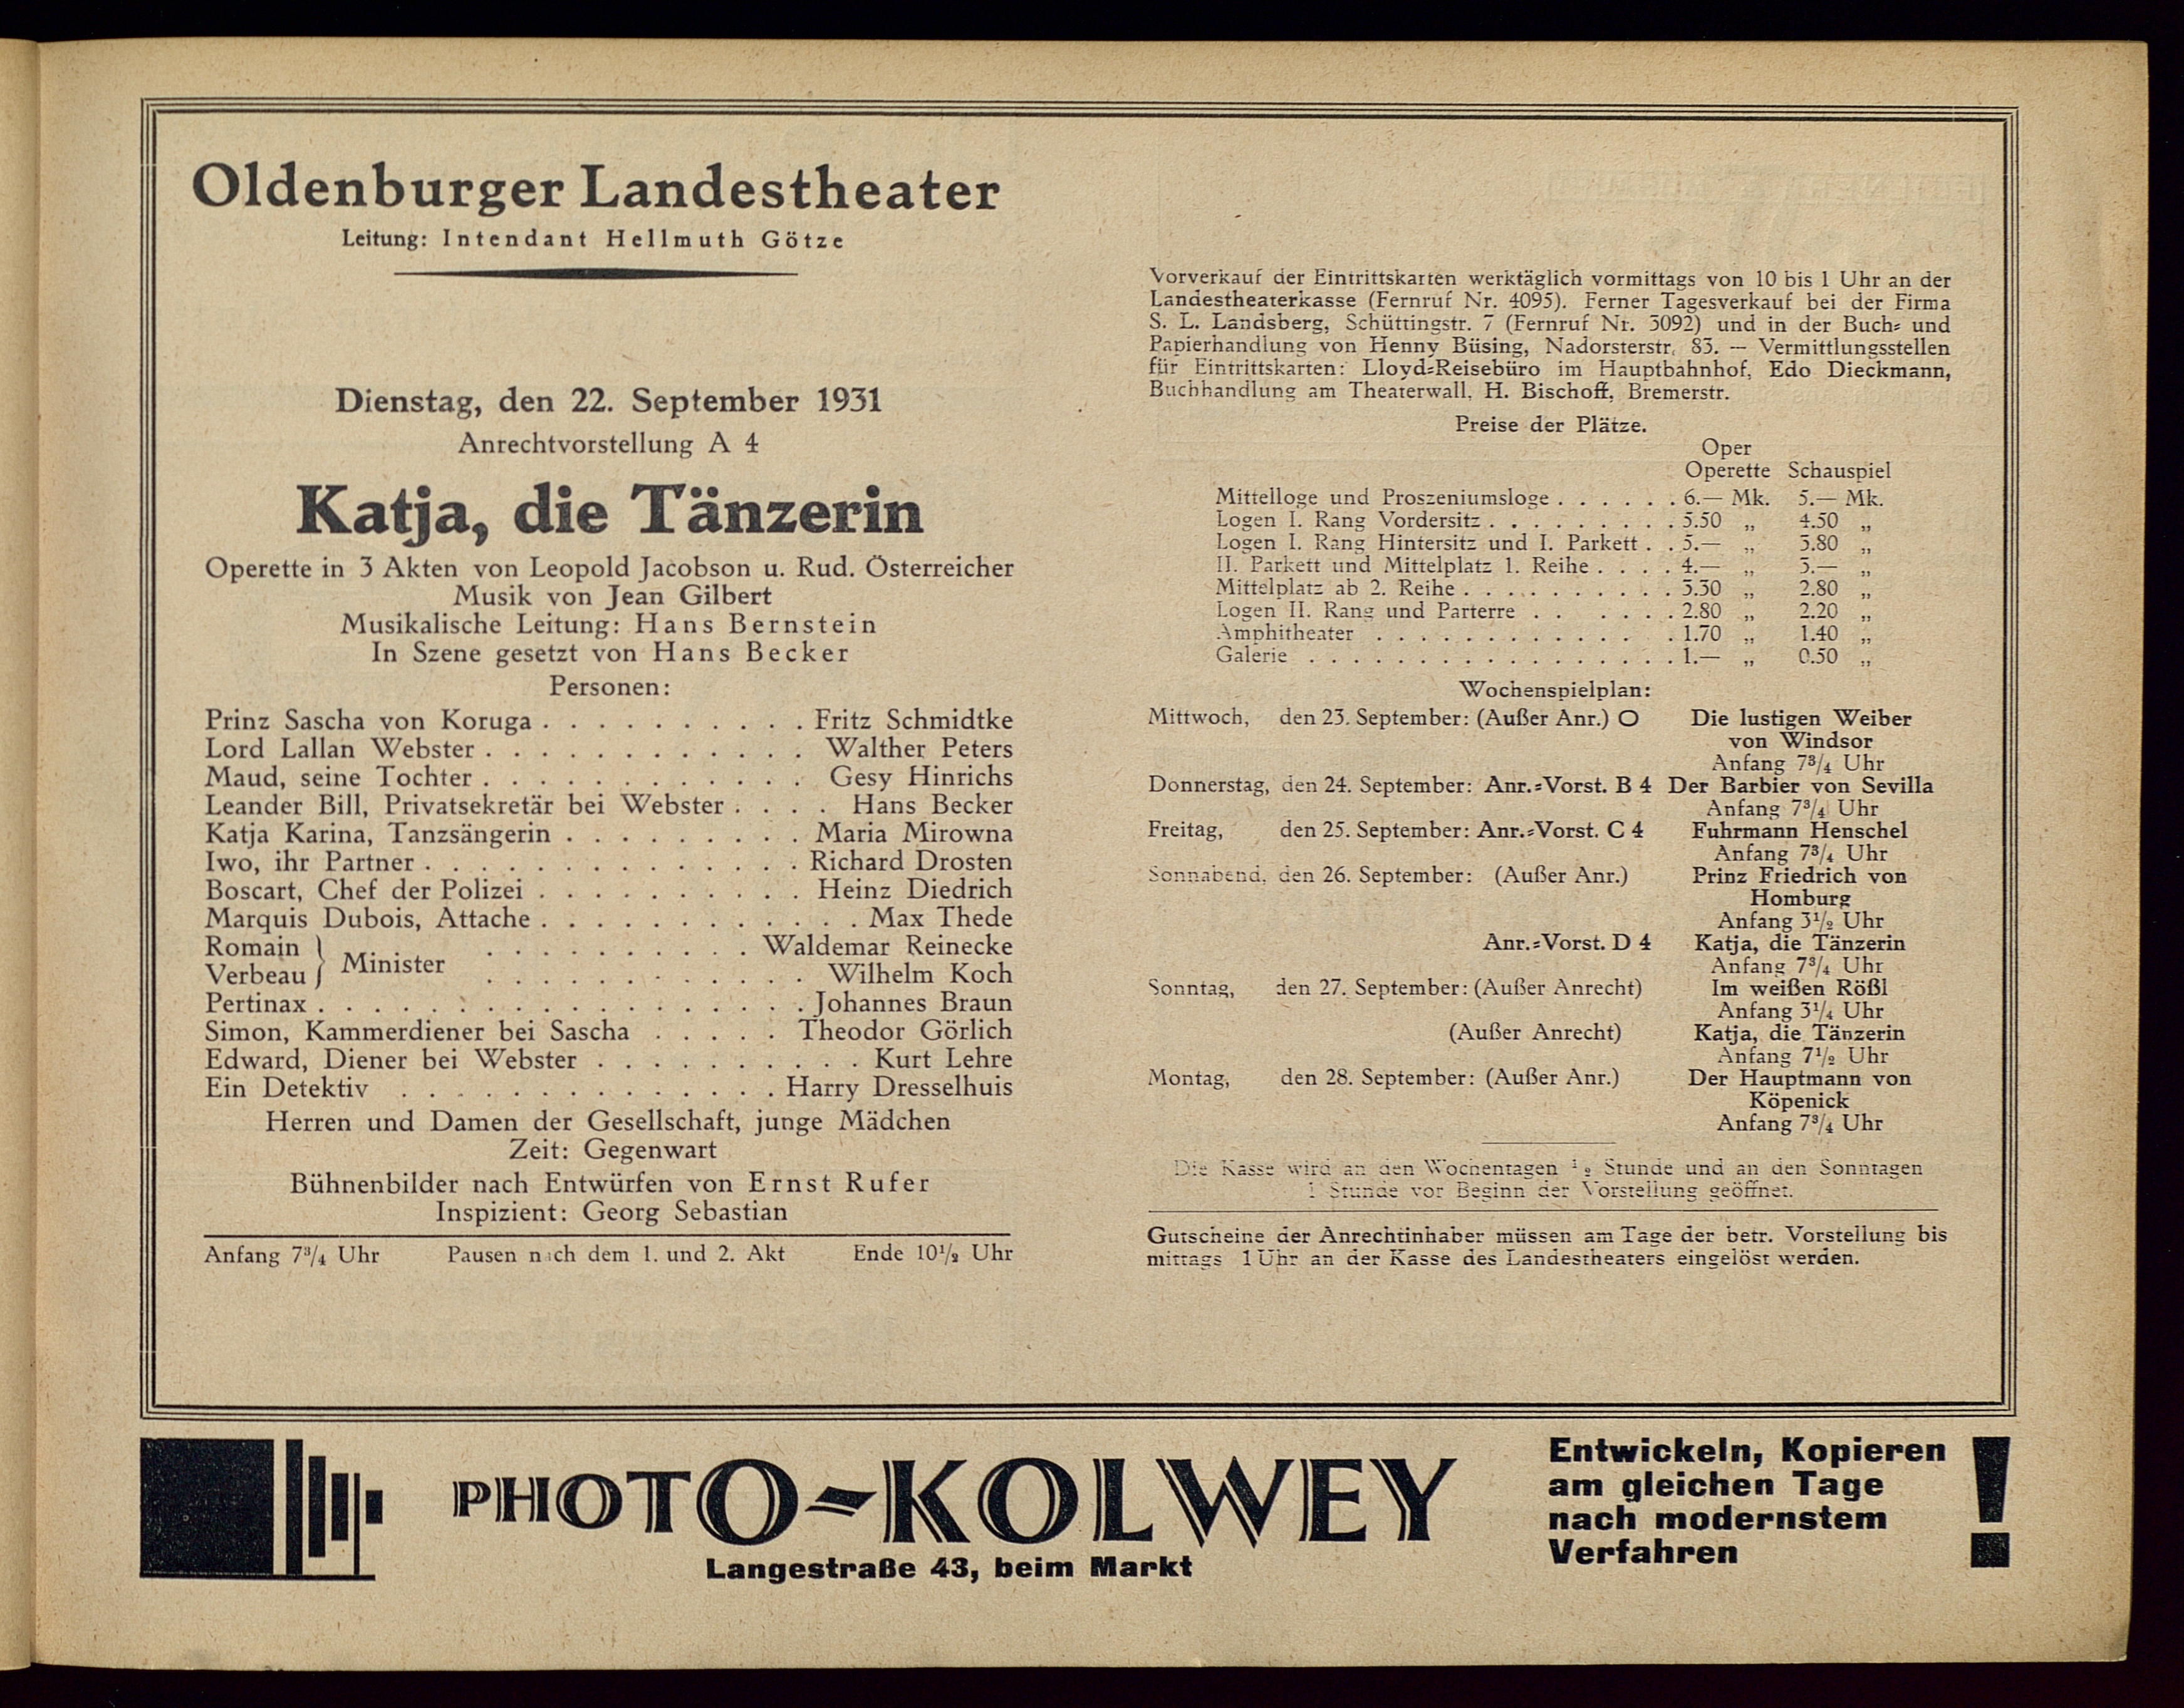 Oldenburger Landestheater
Leitung: Intendant Hellmuth Götze
Dienstag, den 22. September 1931
Anrechtvorstellung A 4
Katja, die Tänzerin
Operette in 3 Akten von Leopold Jacobson u. Rud. Österreicher
Musik von Jean Gilbert
Musikalische Leitung: Hans Bernstein
In Szene gesetzt von Hans Becker
Personen:
Prinz Sascha von Koruga . . . . . . . . . . Fritz Schmidtke
Lord Lallan Webster . . . . . . . . . . . . Walther Peters
Maud, seine Tochter . . . . . . . . . . . . Gesy Hinrichs
Leander Bill, Privatsekretär bei Webster . . . . Hans Becker
Katja Karina, Tanzsängerin . . . . . . . . . Maria Mirowna
Iwo, ihr Partner . . . . . . . . . . . . . . Richard Drosten
Boscart, Chef der Polizei . . . . . . . . . . Heinz Diedrich
Marquis Dubois, Attache . . . . . . . . . . . . Max Thede
Romain } Minister . . . . . . . . . . Waldemar Reinecke
Verbeau } . . . . . . . . . . . . Wilhelm Koch
Pertinax . . . . . . . . . . . . . . . . . . Johannes Braun
Simon, Kammerdiener bei Sascha . . . . . Theodor Görlich
Edward, Diener bei Webster . . . . . . . . . . Kurt Lehre
Ein Detektiv . . . . . . . . . . . . . . Harry Dresselhuis
Herren und Damen der Gesellschaft, junge Mädchen
Zeit: Gegenwart
Bühnenbilder nach Entwürfen von Ernst Rufer
Inspizient: Georg Sebastian
Anfang 7¾ Uhr Pausen nach dem 1. und 2. Akt Ende 10½ Uhr
Vorverkauf der Eintrittskarten werktäglich vormittags von 10 bis 1 Uhr an der
Landestheaterkasse (Fernruf Nr. 4095). Ferner Tagesverkauf bei der Firma
S. L. Landsberg, Schüttingstr. 7 (Fernruf Nr. 3092) und in der Buch= und
Papierhandlung von Henny Büsing, Nadorsterstr. 83. — Vermittlungsstellen
für Eintrittskarten: Lloyd=Reisebüro im Hauptbahnhof, Edo Dieckmann,
Buchhandlung am Theaterwall, H. Bischoff, Bremerstr.
Preise der Plätze.
Oper
Operette Schauspiel
Mittelloge und Proszeniumsloge . . . . . . 6.— Mk. 5.— Mk.
Logen I. Rang Vordersitz . . . . . . . . . 5.50 „ 4.50 „
Logen I. Rang Hintersitz und I. Parkett . . 5.— „ 3.80 „
II. Parkett und Mittelplatz 1. Reihe . . . . 4.— „ 3.— „
Mittelplatz ab 2. Reihe . . . . . . . . . . 3.30 „ 2.80 „
Logen II. Rang und Parterre . . . . . . 2.80 „ 2.20 „
Amphitheater . . . . . . . . . . . . . 1.70 „ 1.40 „
Galerie . . . . . . . . . . . . . . . . . 1.— „ 0.50 „
Wochenspielplan:
Mittwoch, den 23. September: (Außer Anr.) O Die lustigen Weiber
von Windsor
Anfang 7¾ Uhr
Donnerstag, den 24. September: Anr.=Vorst. B 4 Der Barbier von Sevilla
Anfang 7¾ Uhr
Freitag, den 25. September: Anr.=Vorst. C 4 Fuhrmann Henschel
Anfang 7¾ Uhr
Sonnabend, den 26. September: (Außer Anr.) Prinz Friedrich von
Homburg
Anfang 3½ Uhr
Anr.=Vorst. D 4 Katja, die Tänzerin
Anfang 7¾ Uhr
Sonntag, den 27. September: (Außer Anrecht) Im weißen Rößl
Anfang 3¼ Uhr
(Außer Anrecht) Katja, die Tänzerin
Anfang 7½ Uhr
Montag, den 28. September: (Außer Anr.) Der Hauptmann von
Köpenick
Anfang 7¾ Uhr
Die Kasse wird an den Wochentagen ½ Stunde und an den Sonntagen
1 Stunde vor Beginn der Vorstellung geöffnet.
Gutscheine der Anrechtinhaber müssen am Tage der betr. Vorstellung bis
mittags 1 Uhr an der Kasse des Landestheaters eingelöst werden.
PHOTO-KOLWEY
Langestraße 43, beim Markt
Entwickeln, Kopieren
am gleichen Tage
nach modernstem
Verfahren !